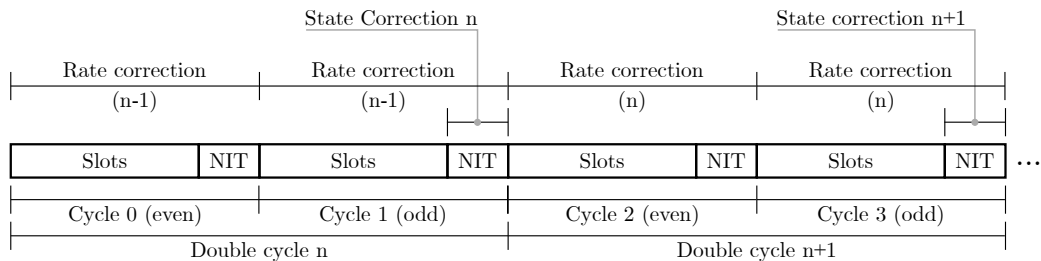 State Correction n State correction n+1
Rate correction Rate correction Rate correction Rate correction
(n-1) (n-1) (n) (n)
Slots NIT Slots NIT Slots NIT Slots NIT ...
Cycle 0 (even) Cycle 1 (odd) Cycle 2 (even) Cycle 3 (odd)
Double cycle n Double cycle n+1